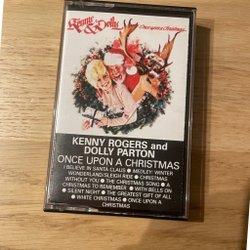 Kenny & Dolly
Once Upon a Christmas
KENNY ROGERS and
DOLLY PARTON
ONCE UPON A CHRISTMAS
I BELIEVE IN SANTA CLAUS • MEDLEY: WINTER
WONDERLAND/SLEIGH RIDE • CHRISTMAS
WITHOUT YOU • THE CHRISTMAS SONG • A
CHRISTMAS TO REMEMBER • WITH BELLS ON
• SILENT NIGHT • THE GREATEST GIFT OF ALL
• WHITE CHRISTMAS • ONCE UPON A
CHRISTMAS